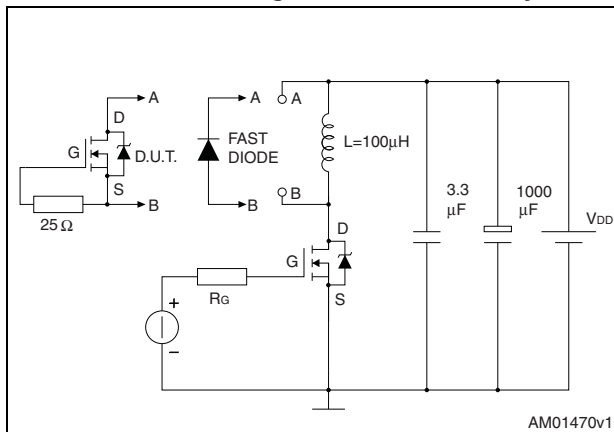 A
A
A
D
G
D.U.T.
FAST
DIODE
L=100µH
S
B
B
B
25 Ω
3.3
µF
1000
µF
VDD
D
G
S
RG
+
−
AM01470v1